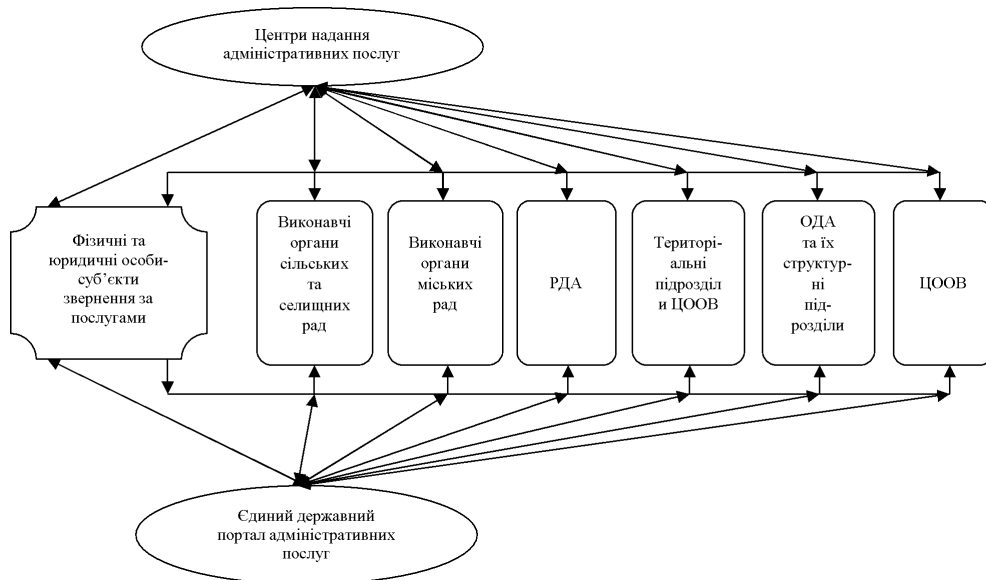 Центри надання
адміністративних послуг
Фізичні та
юридичні особи-
суб’єкти
звернення за
послугами
Виконавчі
органи
сільських
та
селищних
рад
Виконавчі
органи
міських
рад
РДА
Територі-
альні
підрозділ
и ЦООВ
ОДА
та їх
структур-
ні
під-
розділи
ЦООВ
Єдиний державний
портал адміністративних
послуг